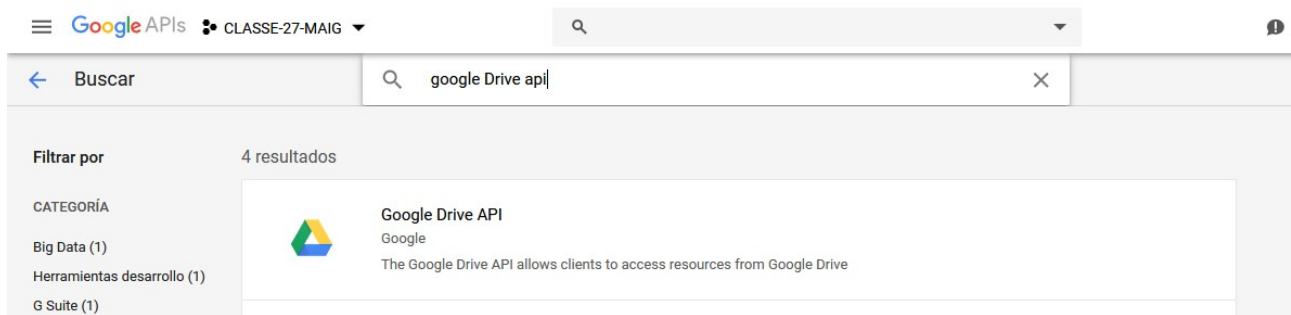 Google APIs CLASSE-27-MAIG
Buscar google Drive api
Filtrar por 4 resultados
CATEGORÍA
Big Data (1)
Herramientas desarrollo (1)
G Suite (1)
Google Drive API
Google
The Google Drive API allows clients to access resources from Google Drive